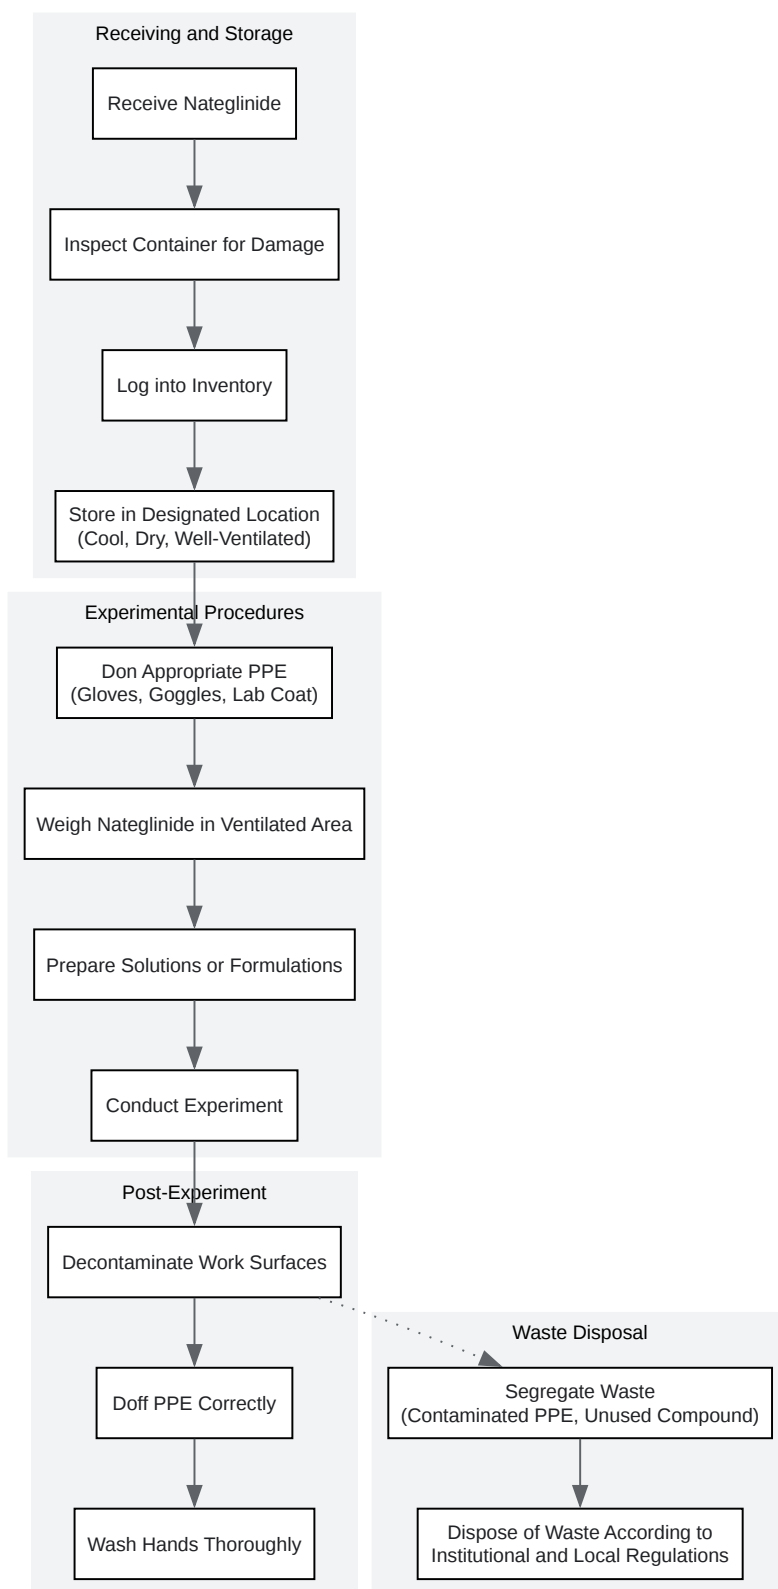 Receiving and Storage
Receive Nateglinide
Inspect Container for Damage
Log into Inventory
Store in Designated Location
(Cool, Dry, Well-Ventilated)
Experimental Procedures
Don Appropriate PPE
(Gloves, Goggles, Lab Coat)
Weigh Nateglinide in Ventilated Area
Prepare Solutions or Formulations
Conduct Experiment
Post-Experiment
Decontaminate Work Surfaces
Doff PPE Correctly
Wash Hands Thoroughly
Waste Disposal
Segregate Waste
(Contaminated PPE, Unused Compound)
Dispose of Waste According to
Institutional and Local Regulations